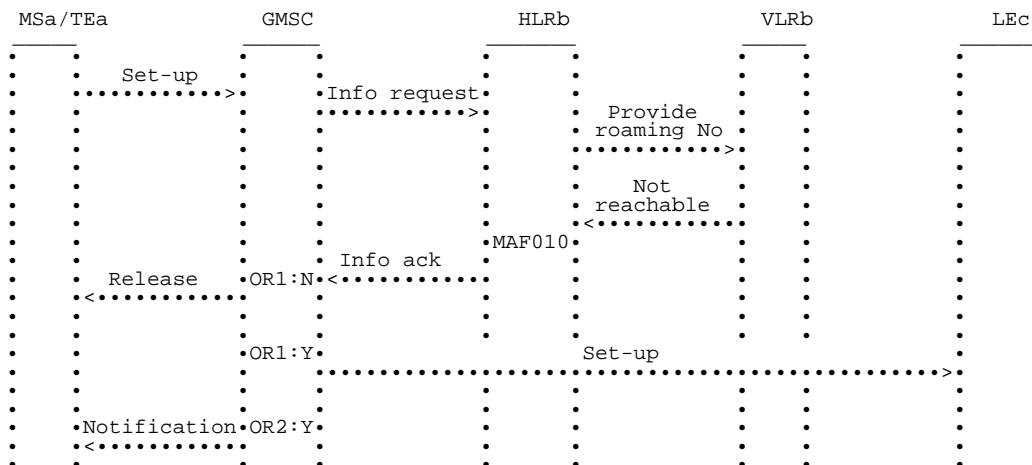 MSa/TEa GMSC HLRb VLRb LEc
Set-up
Info request
Provide
roaming No
Not
reachable
MAF010
Info ack
Release OR1:N
OR1:Y Set-up
Notification OR2:Y